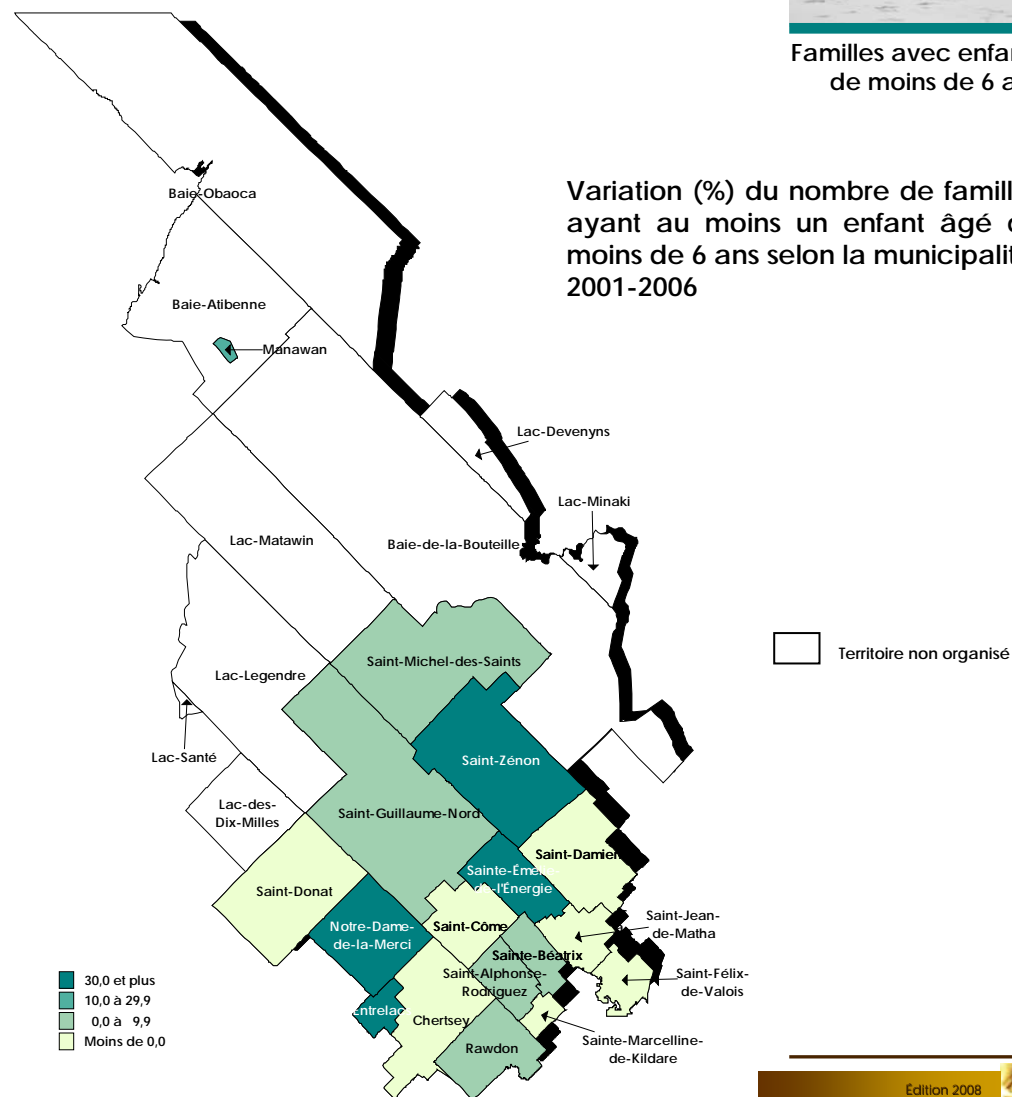 Familles avec
de moins de 6
Variation (%) du nombre de
ayant au moins un enfant âgé
moins de 6 ans selon la
2001-2006
Baie-Obaoca
Baie-Atibenne
Manawan
Lac-Devenyns
Lac-Minaki
Lac-Matawin
Baie-de-la-Bouteille
Territoire non organisé
Saint-Michel-des-Saints
Lac-Legendre
Lac-Santé
Saint-Zénon
Lac-des-
Dix-Milles
Saint-Guillaume-Nord
Saint-Damien
Sainte-Émé
de-l'Énergie
Saint-Donat
Saint-Jean-
de-Matha
Notre-Dame-
de-la-Merci
Saint-Côme
Sainte-Béatrix
Saint-Alphonse-
Rodriguez
Saint-Félix-
de-Valois
Entrelac
Chertsey
Sainte-Marcelline-
de-Kildare
Rawdon
30,0 et plus
10,0 à 29,9
0,0 à 9,9
Moins de 0,0
Édition 2008